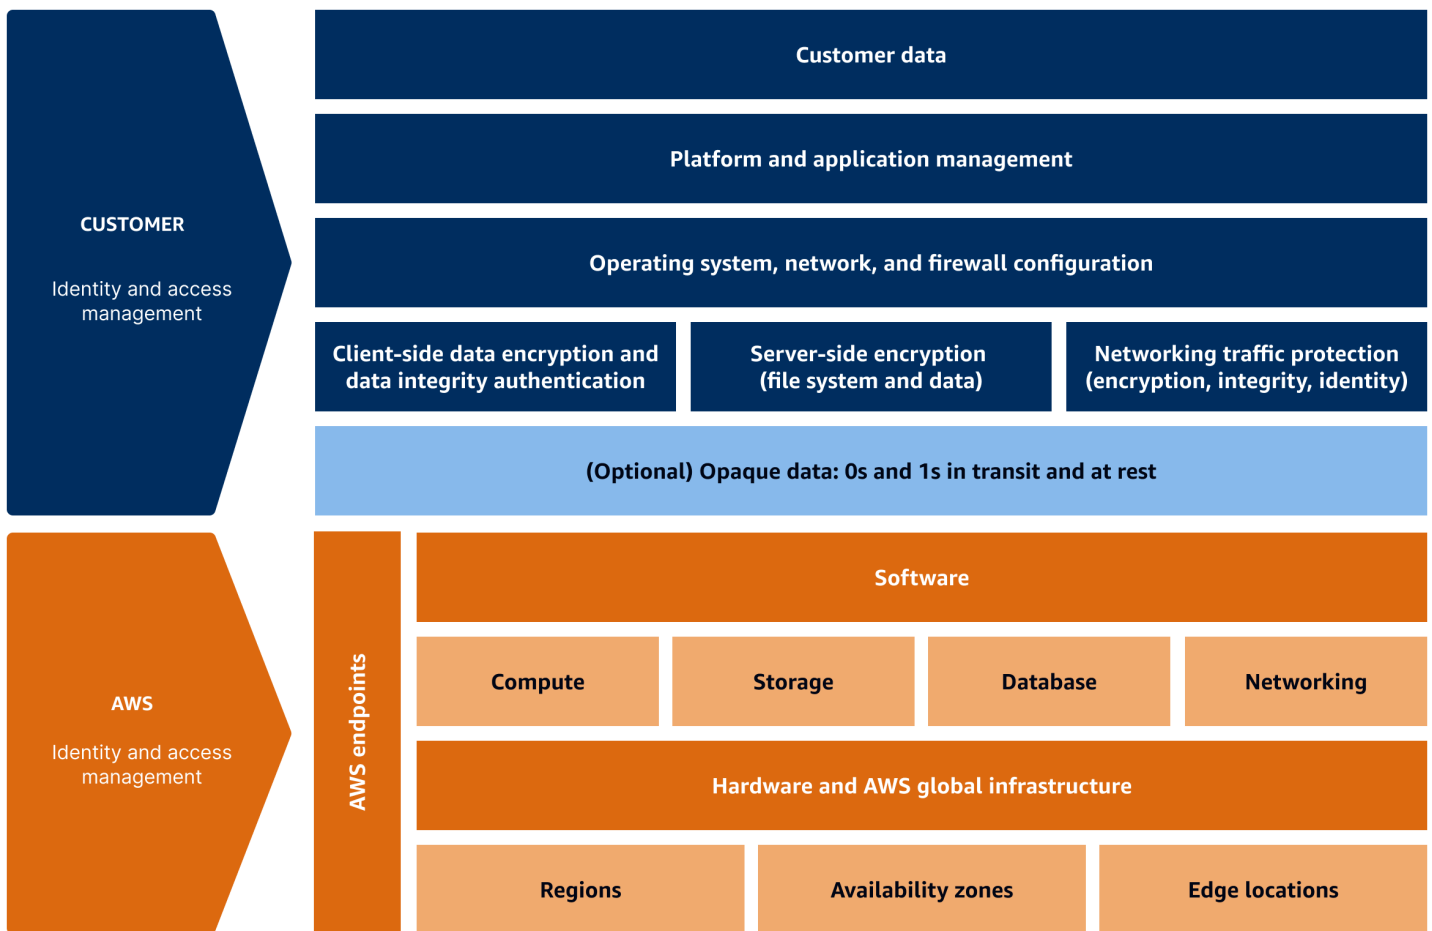 Customer data
Platform and application management
CUSTOMER
Identity and access
management
Operating system, network, and firewall configuration
Client-side data encryption and
data integrity authentication
Server-side encryption
(file system and data)
Networking traffic protection
(encryption, integrity, identity)
(Optional) Opaque data: 0s and 1s in transit and at rest
AWS
Identity and access
management
AWS endpoints
Software
Compute
Storage
Database
Networking
Hardware and AWS global infrastructure
Regions
Availability zones
Edge locations